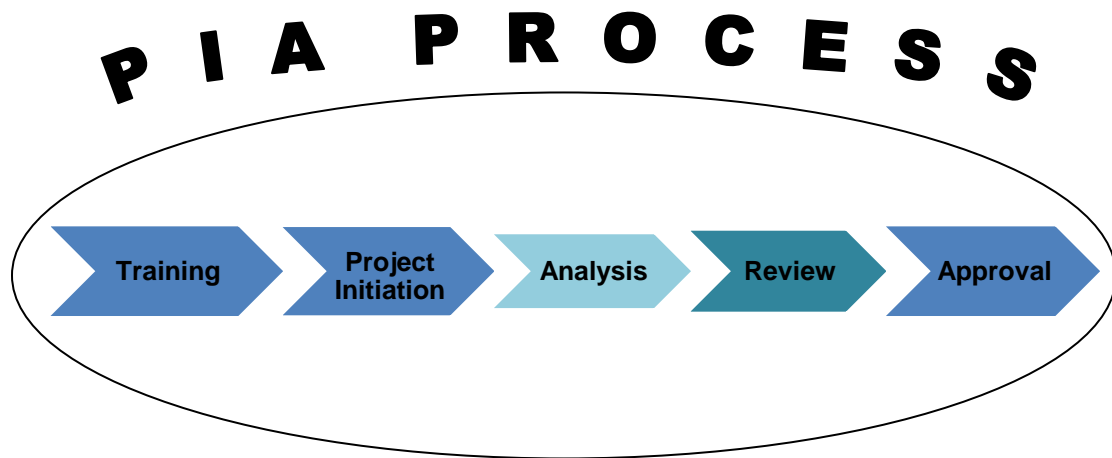 PIA PROCESS
Training
Project
Initiation
Analysis
Review
Approval